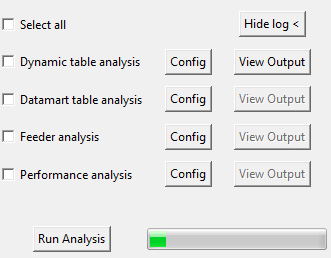 Select all Hide log <
Dynamic table analysis Config View Output
Datamart table analysis Config View Output
Feeder analysis Config View Output
Performance analysis Config View Output
Run Analysis